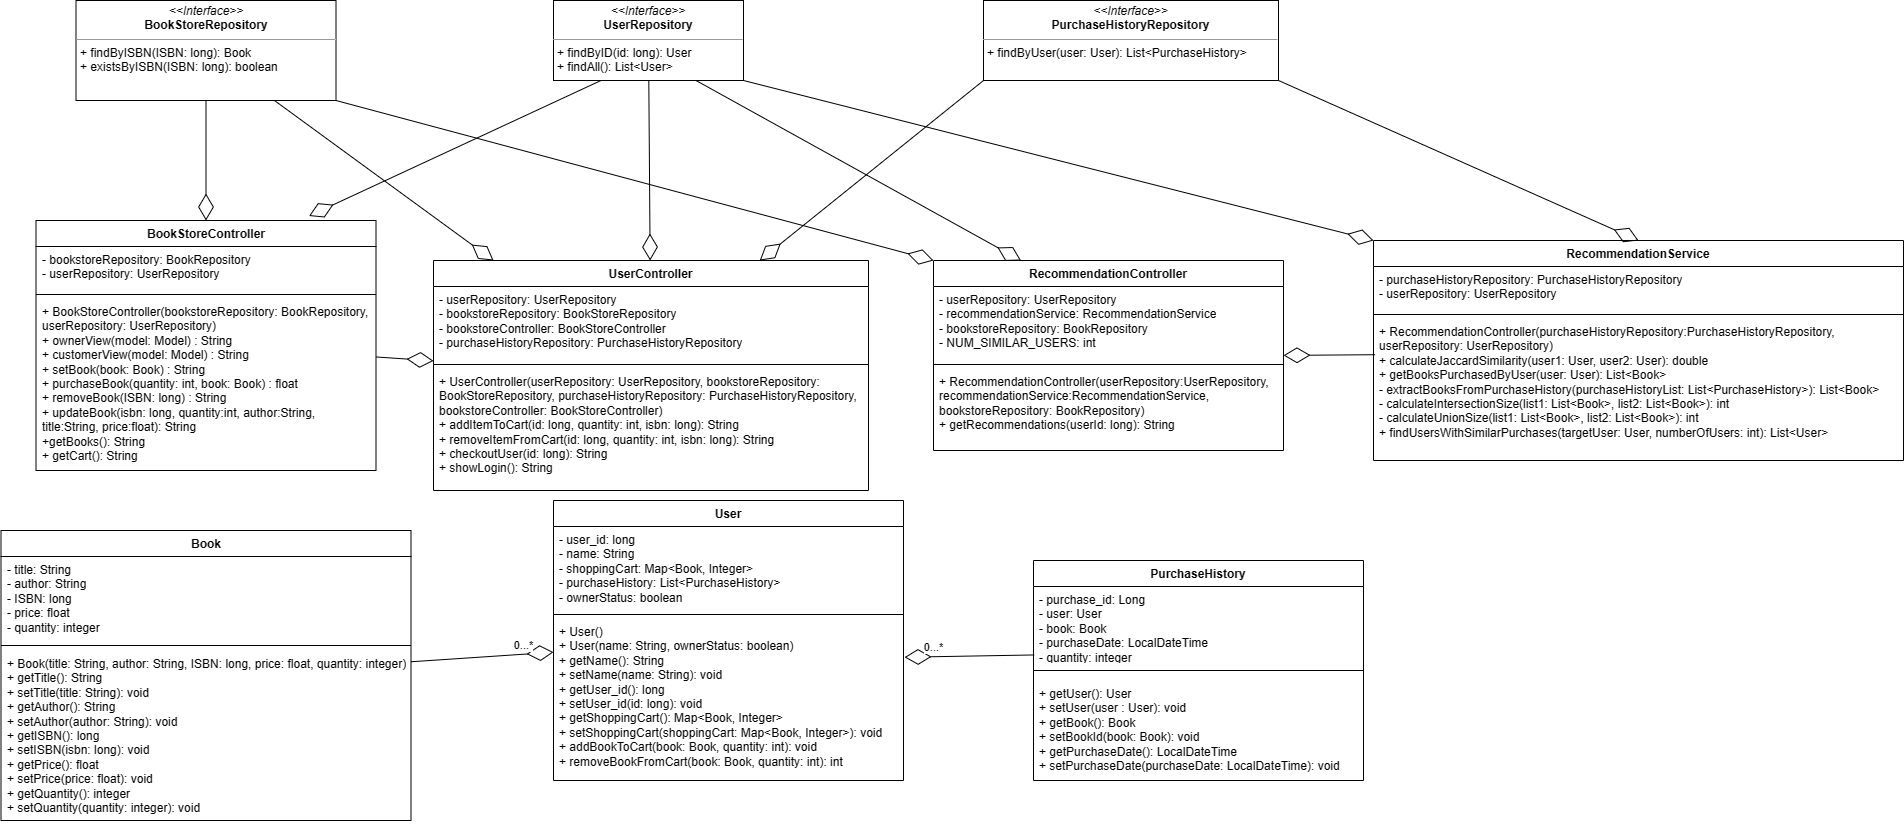 <<Interface>>
BookStoreRepository
+ findByISBN(ISBN: long): Book
+ existsByISBN(ISBN: long): boolean
<<Interface>>
UserRepository
+ findByID(id: long): User
+ findAll(): List<User>
<<Interface>>
PurchaseHistoryRepository
+ findByUser(user: User): List<PurchaseHistory>
BookStoreController
- bookstoreRepository: BookRepository
- userRepository: UserRepository
+ BookStoreController(bookstoreRepository: BookRepository,
userRepository: UserRepository)
+ ownerView(model: Model) : String
+ customerView(model: Model) : String
+ setBook(book: Book) : String
+ purchaseBook(quantity: int, book: Book) : float
+ removeBook(ISBN: long) : String
+ updateBook(isbn: long, quantity:int, author:String,
title:String, price:float): String
+getBooks(): String
+ getCart(): String
UserController
- userRepository: UserRepository
- bookstoreRepository: BookStoreRepository
- bookstoreController: BookStoreController
- purchaseHistoryRepository: PurchaseHistoryRepository
+ UserController(userRepository: UserRepository, bookstoreRepository:
BookStoreRepository, purchaseHistoryRepository: PurchaseHistoryRepository,
bookstoreController: BookStoreController)
+ addItemToCart(id: long, quantity: int, isbn: long): String
+ removeItemFromCart(id: long, quantity: int, isbn: long): String
+ checkoutUser(id: long): String
+ showLogin(): String
RecommendationController
- userRepository: UserRepository
- recommendationService: RecommendationService
- bookstoreRepository: BookRepository
- NUM_SIMILAR_USERS: int
+ RecommendationController(userRepository:UserRepository,
recommendationService:RecommendationService,
bookstoreRepository: BookRepository)
+ getRecommendations(userId: long): String
RecommendationService
- purchaseHistoryRepository: PurchaseHistoryRepository
- userRepository: UserRepository
+ RecommendationController(purchaseHistoryRepository:PurchaseHistoryRepository,
userRepository: UserRepository)
+ calculateJaccardSimilarity(user1: User, user2: User): double
+ getBooksPurchasedByUser(user: User): List<Book>
- extractBooksFromPurchaseHistory(purchaseHistoryList: List<PurchaseHistory>): List<Book>
- calculateIntersectionSize(list1: List<Book>, list2: List<Book>): int
- calculateUnionSize(list1: List<Book>, list2: List<Book>): int
+ findUsersWithSimilarPurchases(targetUser: User, numberOfUsers: int): List<User>
Book
- title: String
- author: String
- ISBN: long
- price: float
- quantity: integer
+ Book(title: String, author: String, ISBN: long, price: float, quantity: integer)
+ getTitle(): String
+ setTitle(title: String): void
+ getAuthor(): String
+ setAuthor(author: String): void
+ getISBN(): long
+ setISBN(isbn: long): void
+ getPrice(): float
+ setPrice(price: float): void
+ getQuantity(): integer
+ setQuantity(quantity: integer): void
0...*
User
- user_id: long
- name: String
- shoppingCart: Map<Book, Integer>
- purchaseHistory: List<PurchaseHistory>
- ownerStatus: boolean
+ User()
+ User(name: String, ownerStatus: boolean)
+ getName(): String
+ setName(name: String): void
+ getUser_id(): long
+ setUser_id(id: long): void
+ getShoppingCart(): Map<Book, Integer>
+ setShoppingCart(shoppingCart: Map<Book, Integer>): void
+ addBookToCart(book: Book, quantity: int): void
+ removeBookFromCart(book: Book, quantity: int): int
0...*
PurchaseHistory
- purchase_id: Long
- user: User
- book: Book
- purchaseDate: LocalDateTime
- quantity: integer
+ getUser(): User
+ setUser(user : User): void
+ getBook(): Book
+ setBookId(book: Book): void
+ getPurchaseDate(): LocalDateTime
+ setPurchaseDate(purchaseDate: LocalDateTime): void